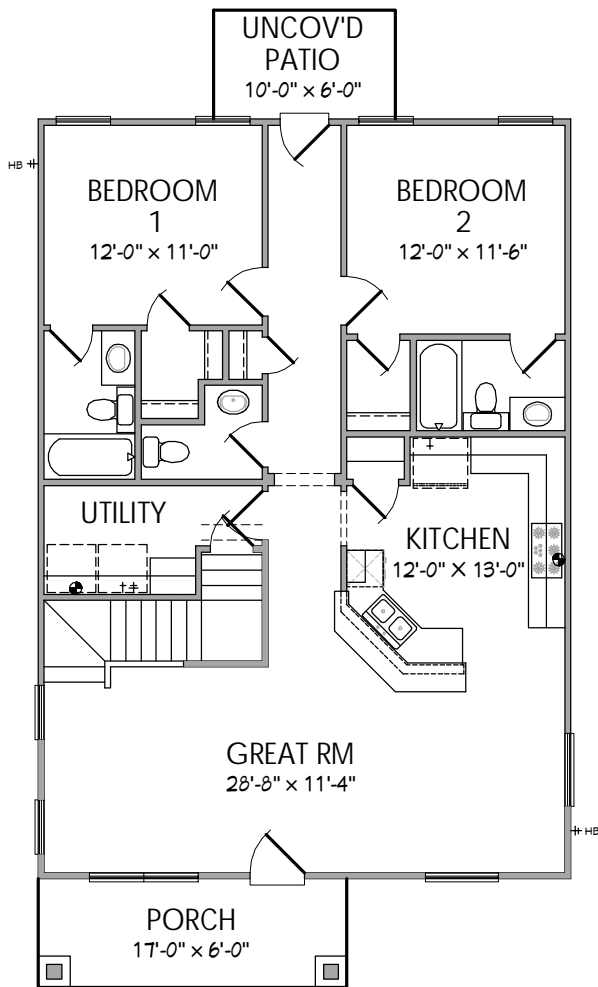 UNCOV'D
PATIO
10'-0" x 6'-0"
HB
BEDROOM
1
12'-0" x 11'-0"
BEDROOM
2
12'-0" x 11'-6"
UTILITY
KITCHEN
12'-0" X 13'-0"
GREAT RM
28'-8" x 11'-4"
HB
PORCH
17'-0" x 6'-0"